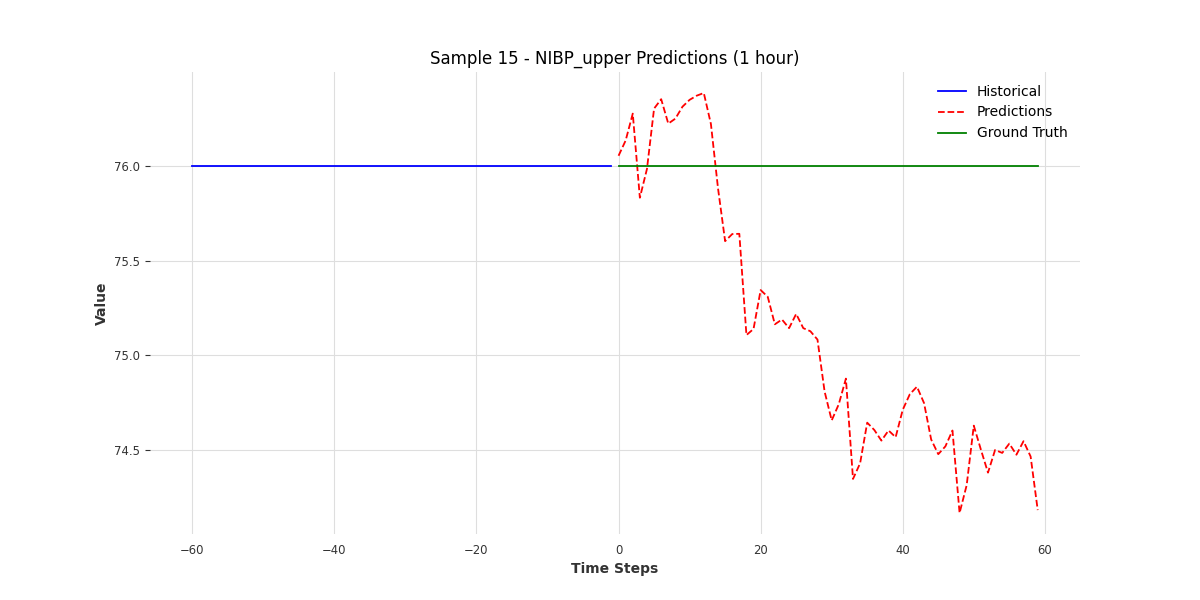 Sample 15 - NIBP_upper Predictions (1 hour)
Historical
Predictions
Ground Truth
76.0
75.5
75.0
74.5
Value
−60
−40
−20
0
20
40
60
Time Steps